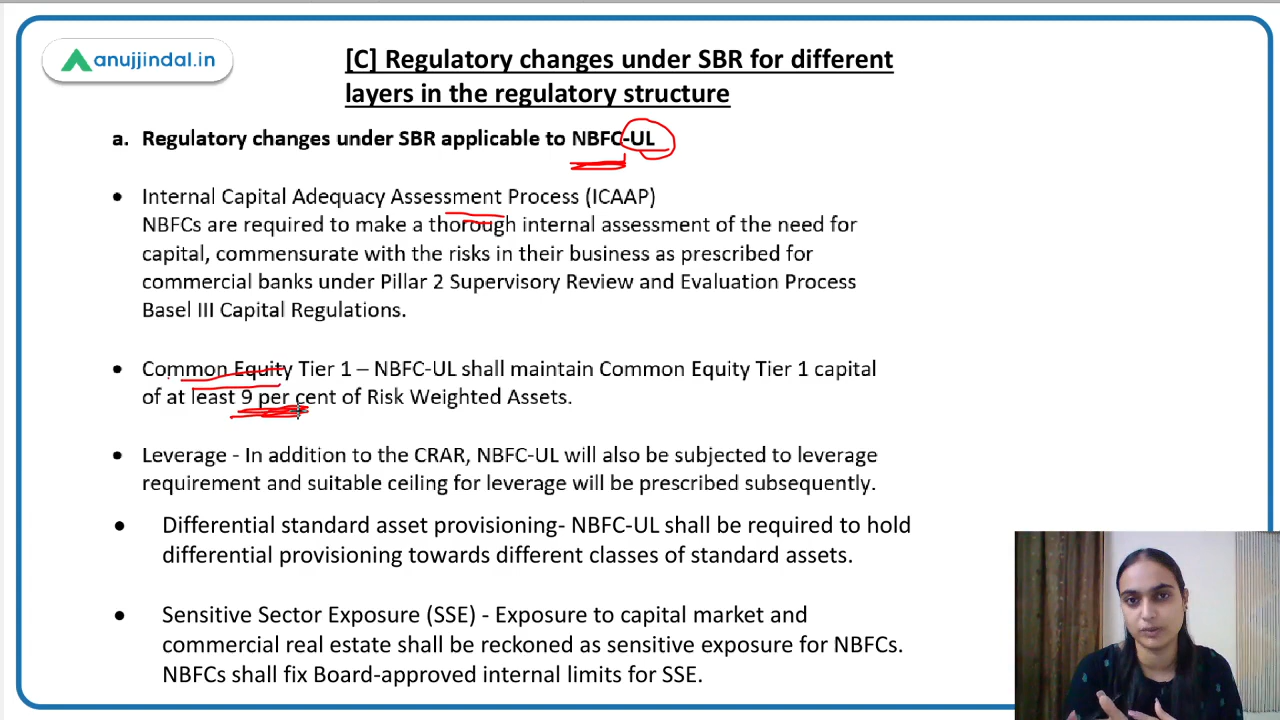 anujjindal.in
[C] Regulatory changes under SBR for different
layers in the regulatory structure
a. Regulatory changes under SBR applicable to NBFC-UL
• Internal Capital Adequacy Assessment Process (ICAAP)
NBFCs are required to make a thorough internal assessment of the need for
capital, commensurate with the risks in their business as prescribed for
commercial banks under Pillar 2 Supervisory Review and Evaluation Process
Basel III Capital Regulations.
• Common Equity Tier 1 – NBFC-UL shall maintain Common Equity Tier 1 capital
of at least 9 per cent of Risk Weighted Assets.
• Leverage - In addition to the CRAR, NBFC-UL will also be subjected to leverage
requirement and suitable ceiling for leverage will be prescribed subsequently.
• Differential standard asset provisioning- NBFC-UL shall be required to hold
differential provisioning towards different classes of standard assets.
• Sensitive Sector Exposure (SSE) - Exposure to capital market and
commercial real estate shall be reckoned as sensitive exposure for NBFCs.
NBFCs shall fix Board-approved internal limits for SSE.